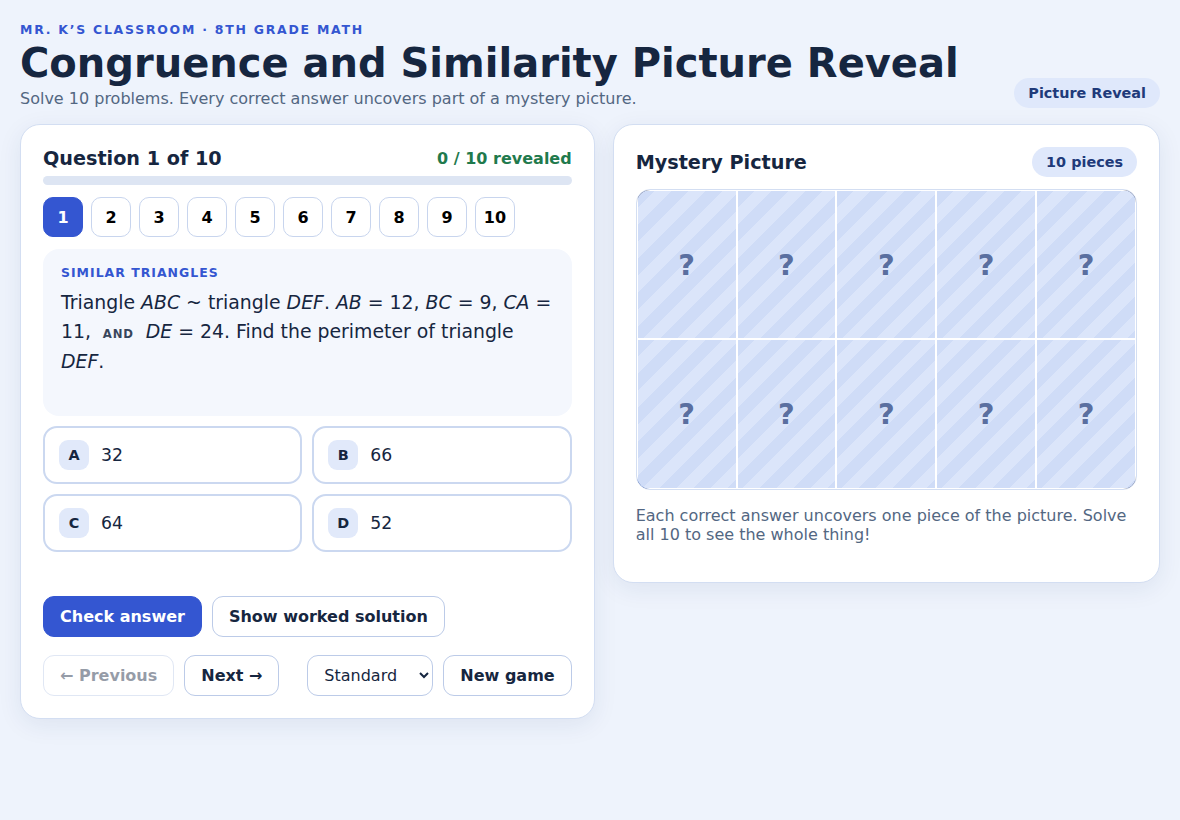 MR. K’S CLASSROOM · 8TH GRADE MATH
Congruence and Similarity Picture Reveal
Solve 10 problems. Every correct answer uncovers part of a mystery picture.
Picture Reveal
Question 1 of 10
0 / 10 revealed
1 2 3 4 5 6 7 8 9 10
SIMILAR TRIANGLES
Triangle ABC ~ triangle DEF. AB = 12, BC = 9, CA =
11, AND DE = 24. Find the perimeter of triangle
DEF.
A 32
B 66
C 64
D 52
Check answer
Show worked solution
← Previous
Next →
Standard
New game
Mystery Picture
10 pieces
? ? ? ? ?
? ? ? ? ?
Each correct answer uncovers one piece of the picture. Solve
all 10 to see the whole thing!